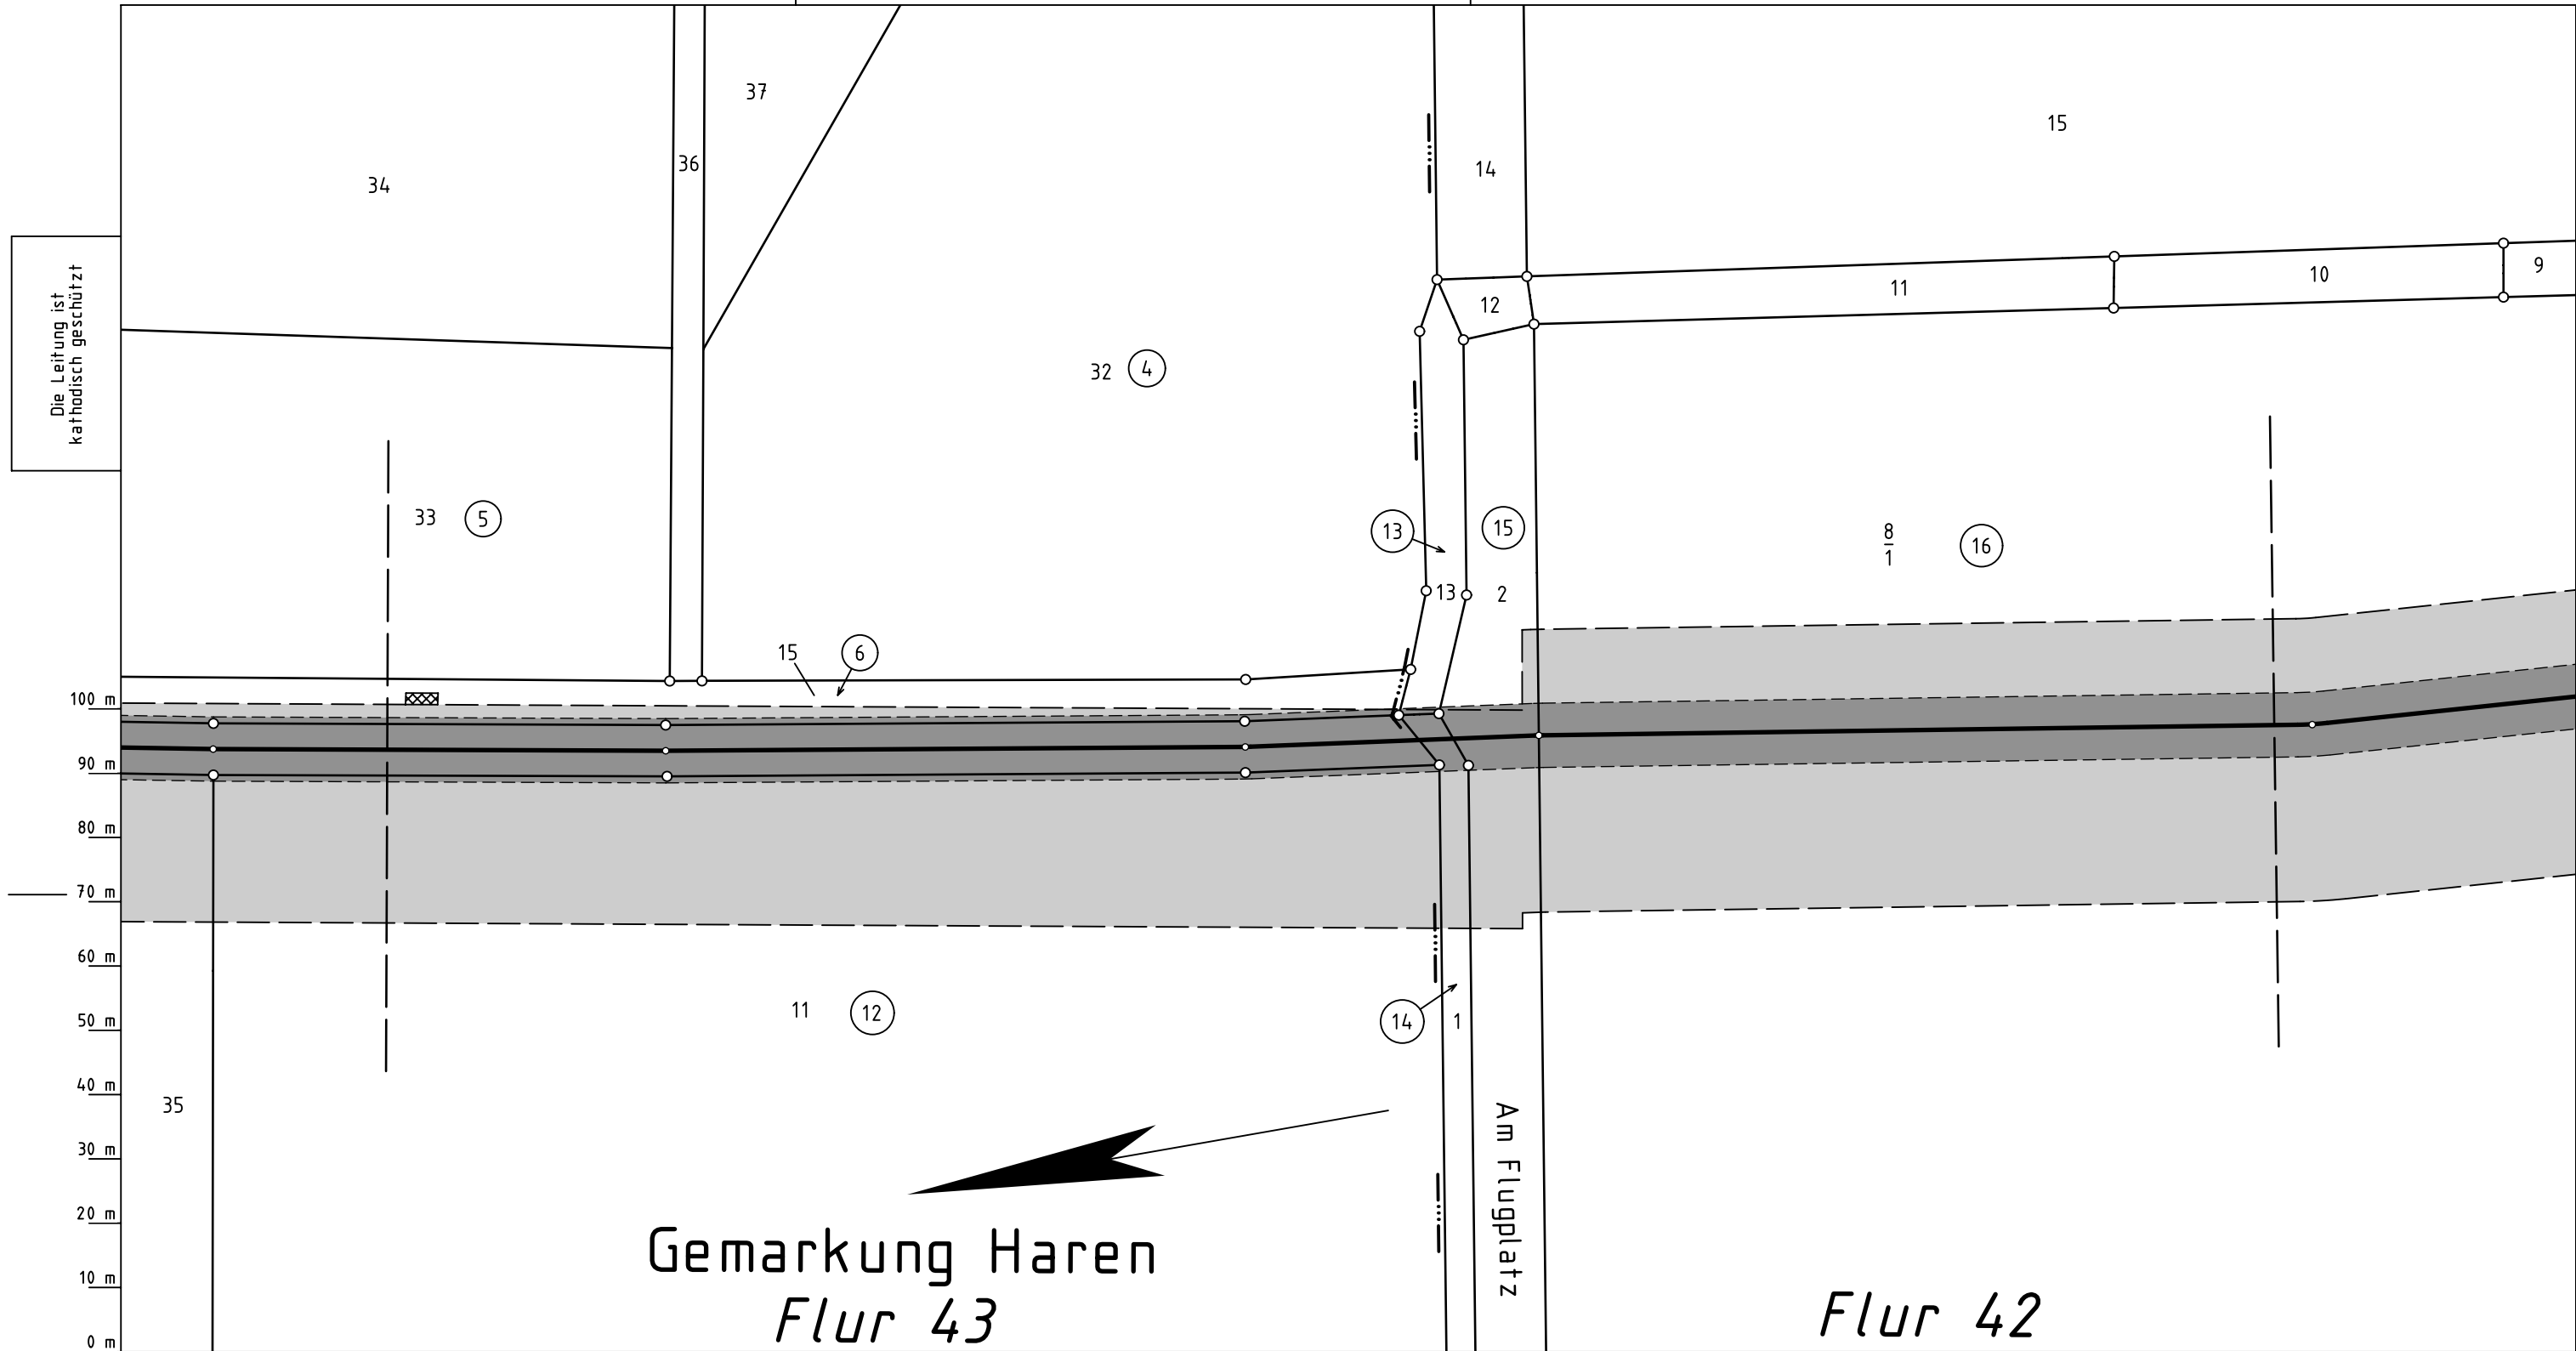 37
15
36
14
34
9
10
11
12
Die Leitung ist
kathodisch geschützt
32 4
33 5
13
15
8
1
16
13
2
15
6
100 m
90 m
80 m
70 m
60 m
50 m
40 m
30 m
20 m
10 m
0 m
11 12
14
1
35
Am Flugplatz
Gemarkung Haren
Flur 43
Flur 42